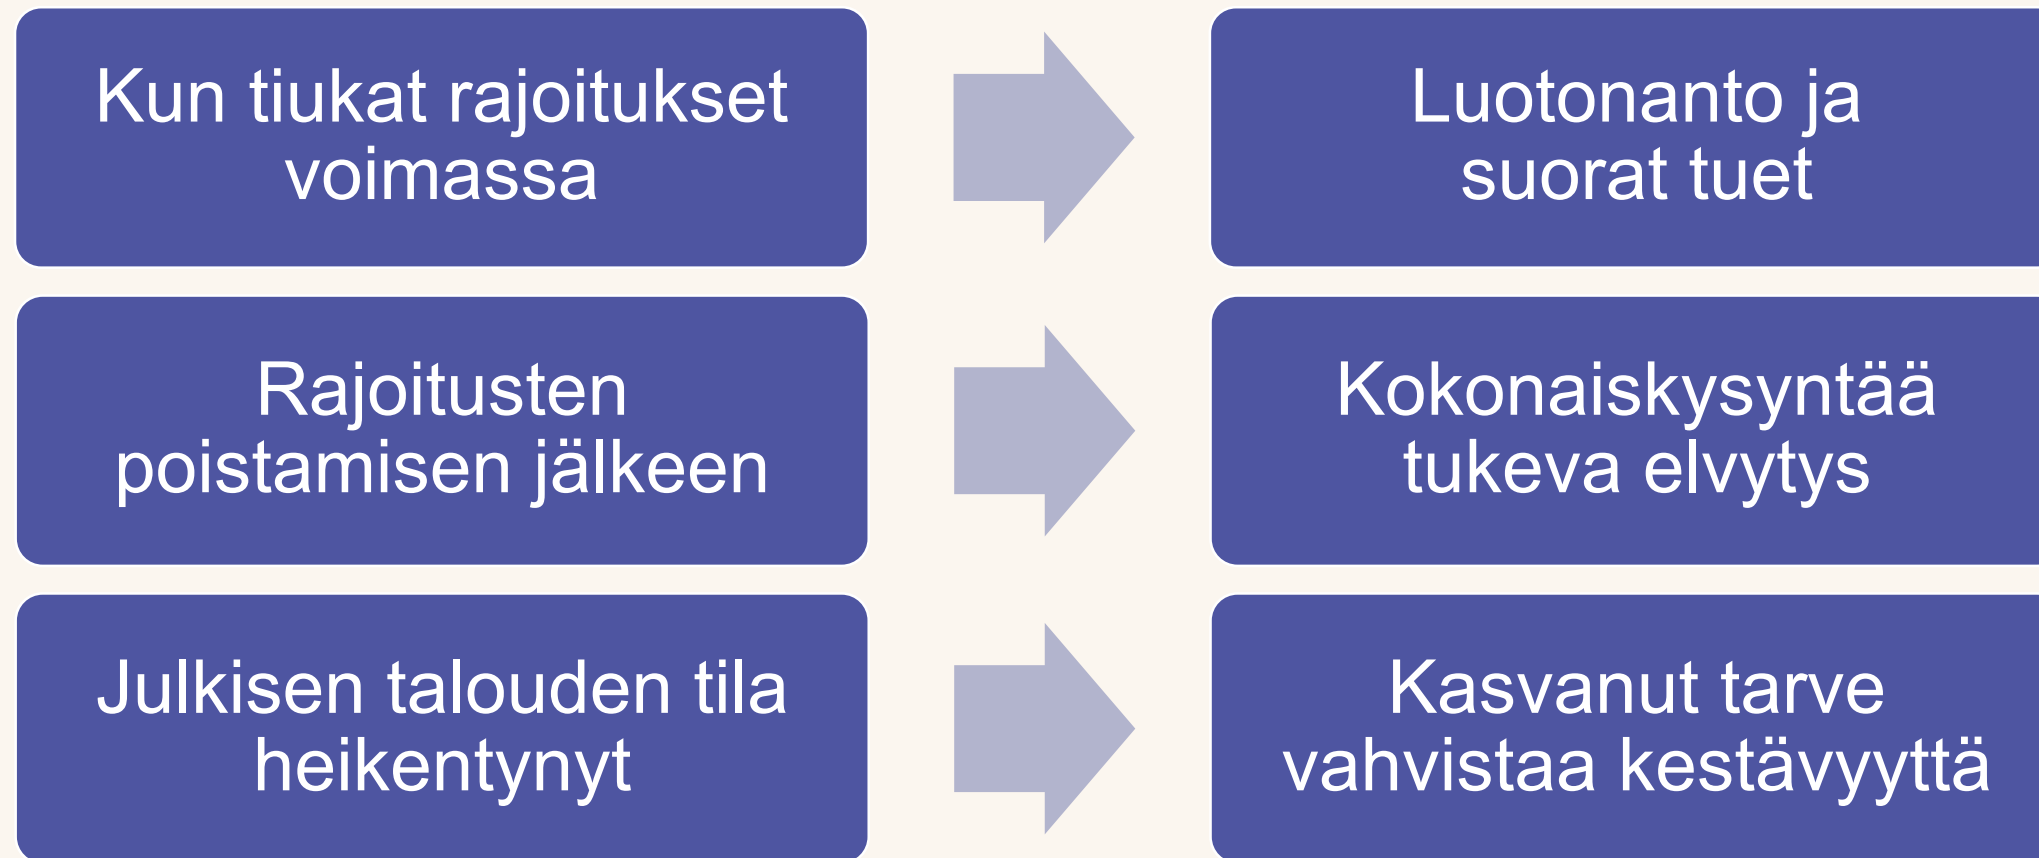 Kun tiukat rajoitukset
voimassa
Luotonanto ja
suorat tuet
Rajoitusten
poistamisen jälkeen
Kokonaiskysyntää
tukeva elvytys
Julkisen talouden tila
heikentynyt
Kasvanut tarve
vahvistaa kestävyyttä